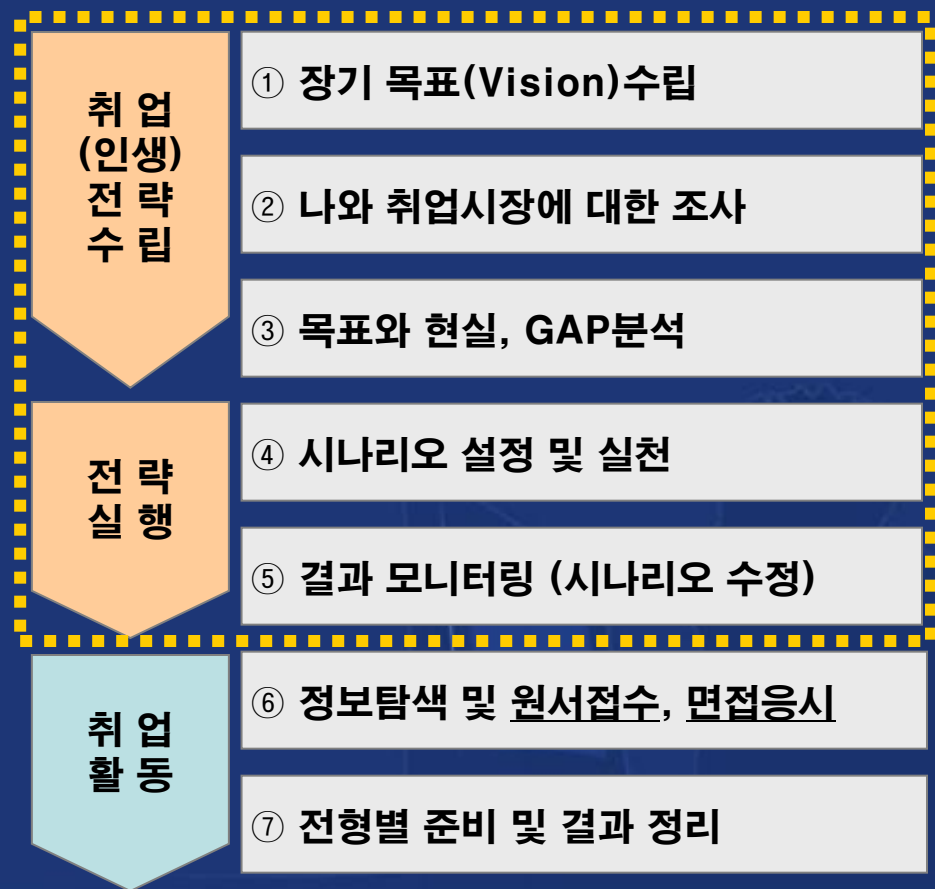 취 업
(인생)
전 략
수 립
① 장기 목표(Vision)수립
② 나와 취업시장에 대한 조사
③ 목표와 현실, GAP분석
전 략
실 행
④ 시나리오 설정 및 실천
⑤ 결과 모니터링 (시나리오 수정)
취 업
활 동
⑥ 정보탐색 및 원서접수, 면접응시
⑦ 전형별 준비 및 결과 정리